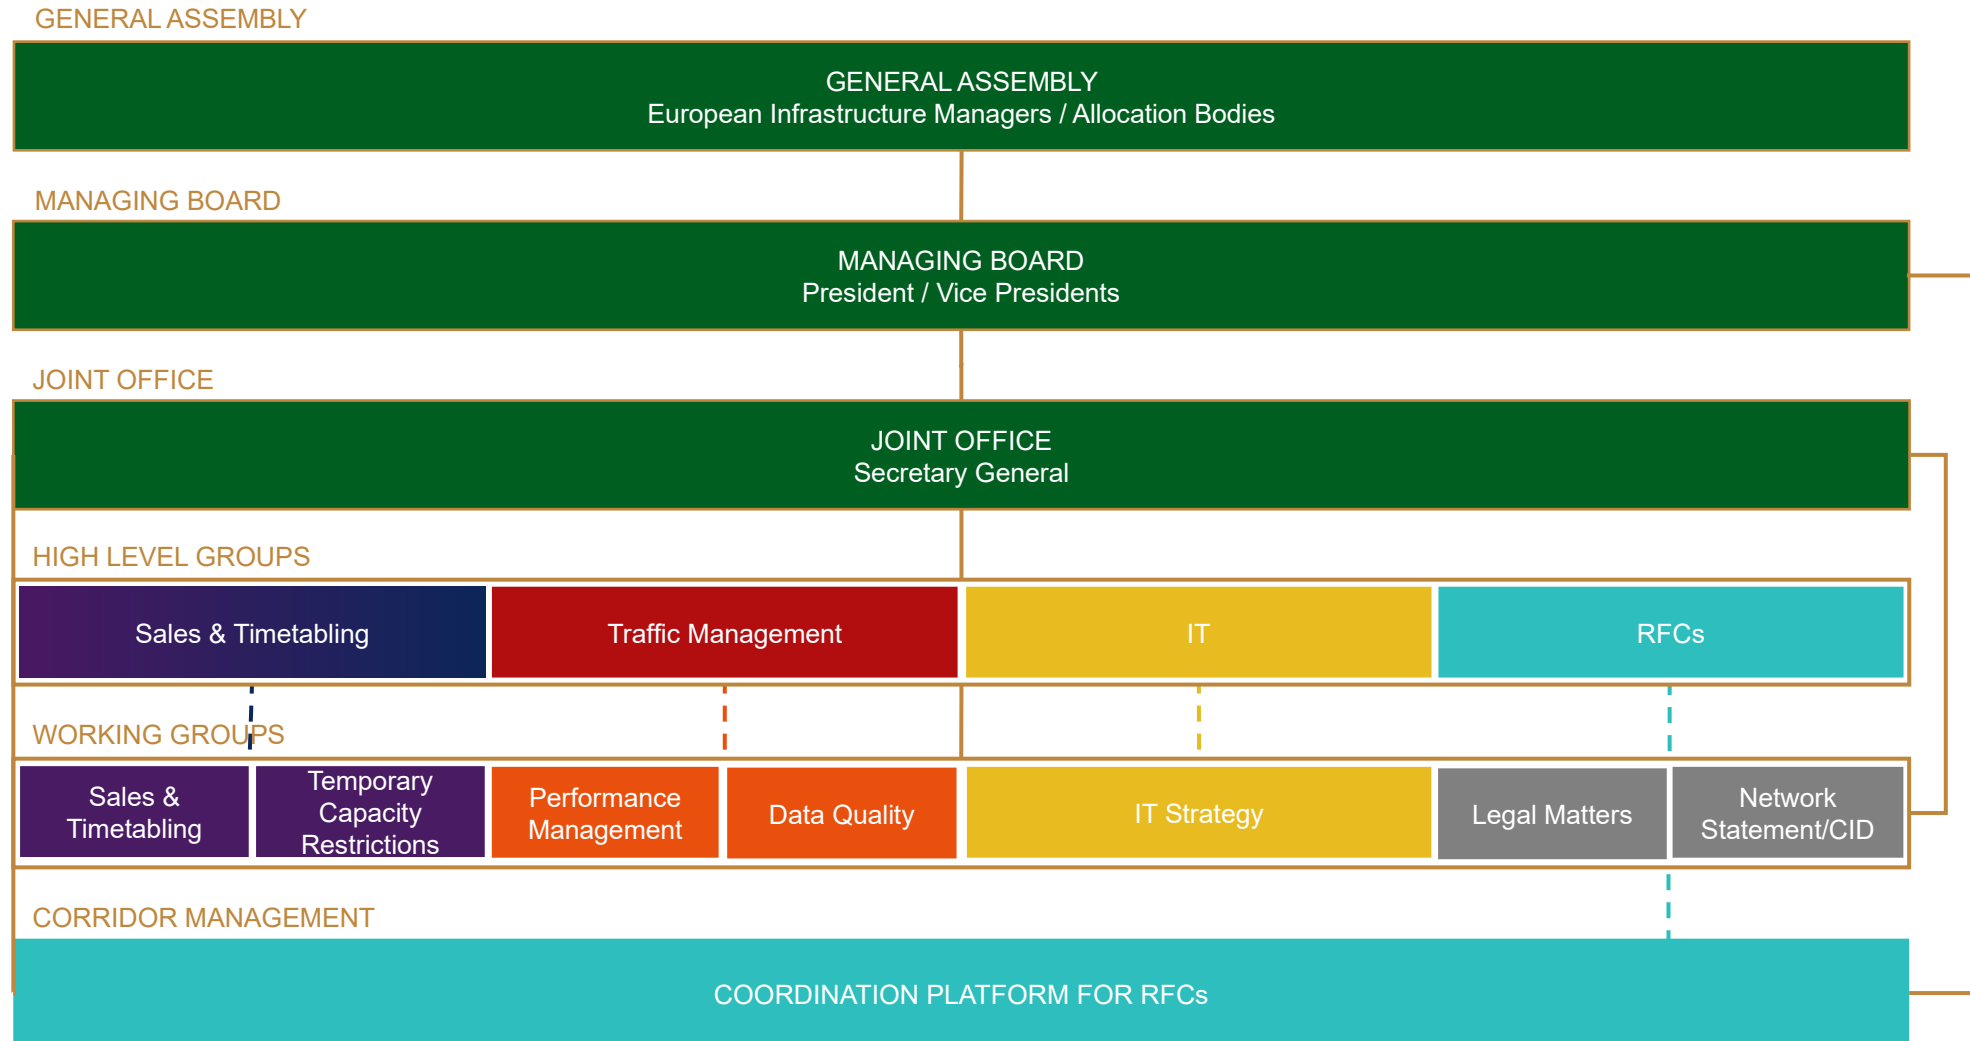 GENERAL ASSEMBLY
GENERAL ASSEMBLY
European Infrastructure Managers / Allocation Bodies
MANAGING BOARD
MANAGING BOARD
President / Vice Presidents
JOINT OFFICE
JOINT OFFICE
Secretary General
HIGH LEVEL GROUPS
Sales & Timetabling
Traffic Management
IT
RFCs
WORKING GROUPS
Sales &
Timetabling
Temporary
Capacity
Restrictions
Performance
Management
Data Quality
IT Strategy
Legal Matters
Network
Statement/CID
CORRIDOR MANAGEMENT
COORDINATION PLATFORM FOR RFCs